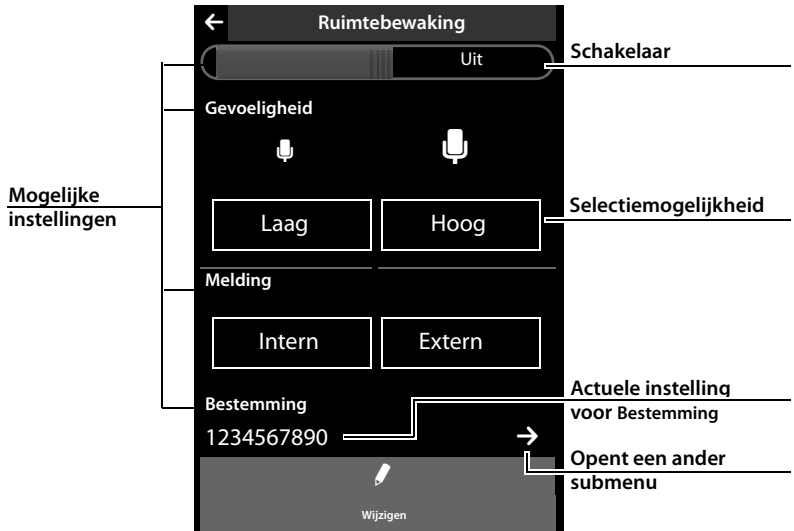 Ruimtebewaking
Uit
Schakelaar
Gevoeligheid
Mogelijke
instellingen
Laag
Hoog
Selectiemogelijkheid
Melding
Intern
Extern
Bestemming
1234567890
Actuele instelling
voor Bestemming
Opent een ander
submenu
Wijzigen